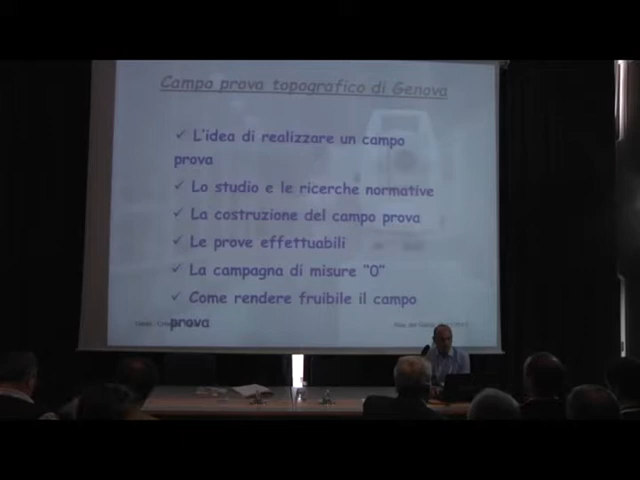 Campo prova topografico di Genova
✓ L'idea di realizzare un campo
prova
✓ Lo studio e le ricerche normative
✓ La costruzione del campo prova
✓ Le prove effettuabili
✓ La campagna di misure "0"
✓ Come rendere fruibile il campo
prova